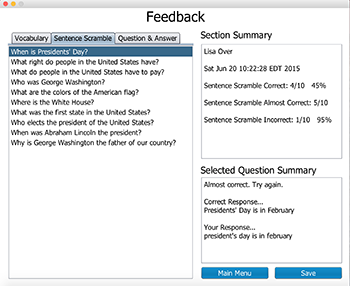 Feedback
Vocabulary Sentence Scramble Question & Answer
When is Presidents' Day?
What right do people in the United States have?
What do people in the United States have to pay?
Who was George Washington?
What are the colors of the American flag?
Where is the White House?
What was the first state in the United States?
Who elects the president of the United States?
When was Abraham Lincoln the president?
Why is George Washington the father of our country?
Section Summary
Lisa Over
Sat Jun 20 10:22:28 EDT 2015
Sentence Scramble Correct: 4/10 45%
Sentence Scramble Almost Correct: 5/10
Sentence Scramble Incorrect: 1/10 95%
Selected Question Summary
Almost correct. Try again.
Correct Response...
Presidents' Day is in February
Your Response...
president's day is in february
Main Menu Save